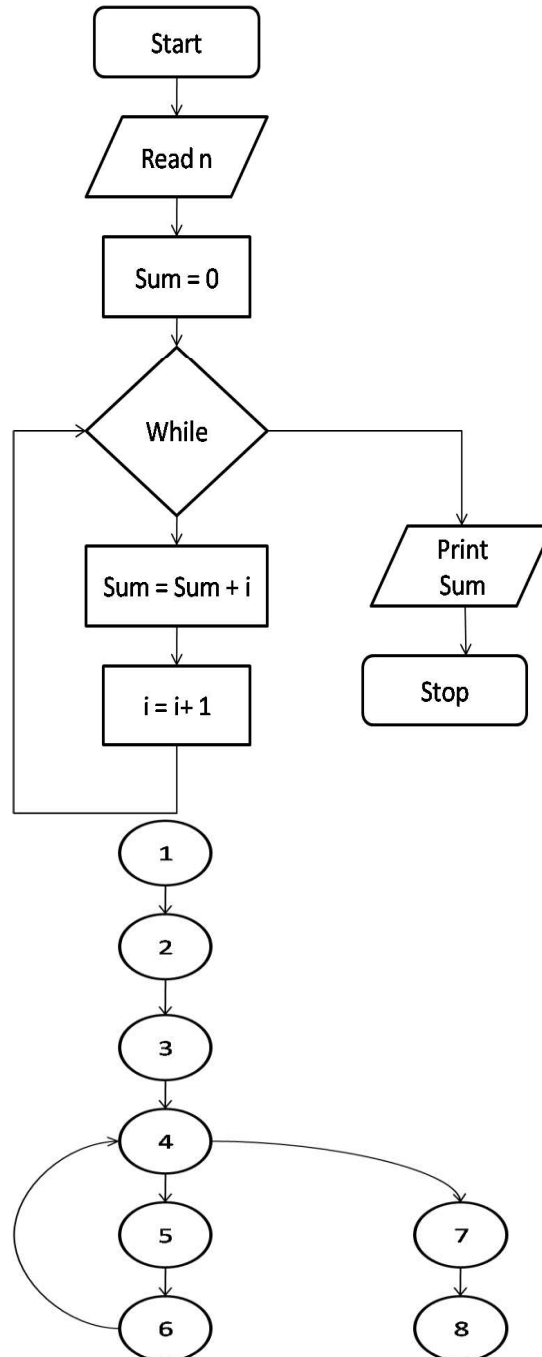 Start
Read n
Sum = 0
While
Sum = Sum + i
i = i+ 1
Print
Sum
Stop
1
2
3
4
5
6
7
8